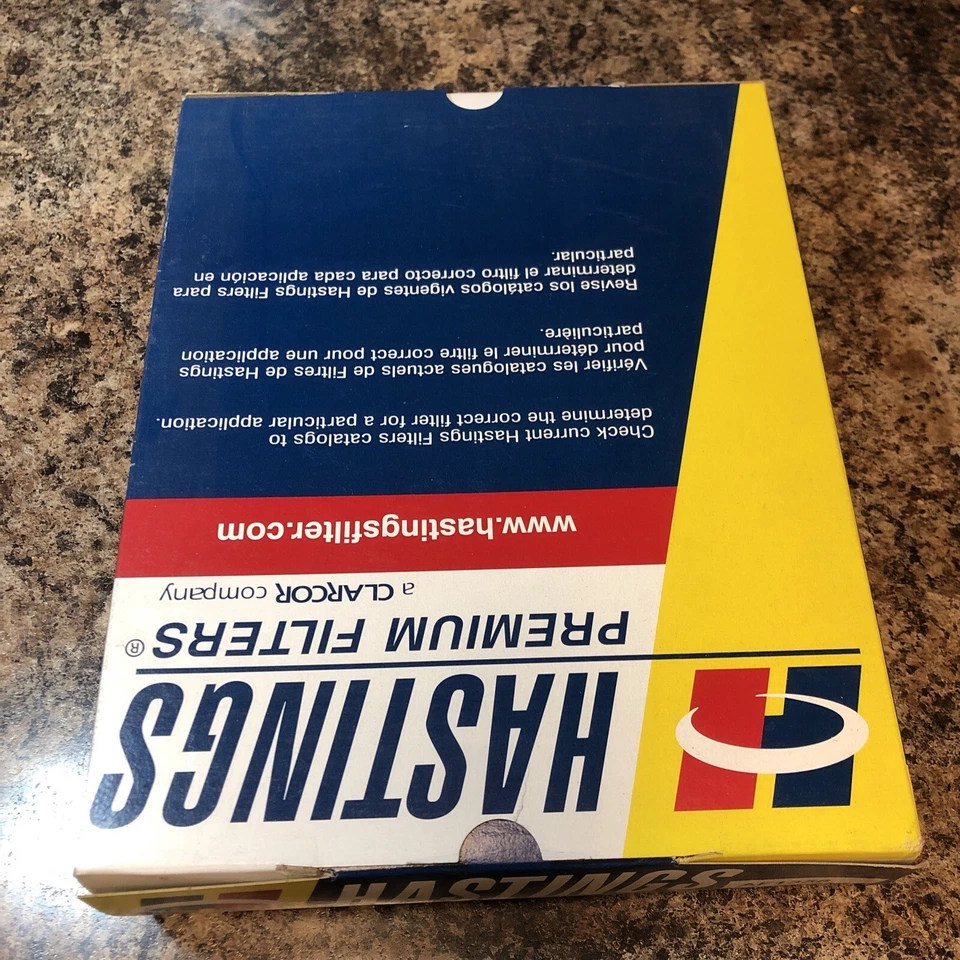 HASTINGS
PREMIUM FILTERS®
a CLARCOR company
www.hastingsfilter.com
Check current Hastings Filters catalogs to
determine the correct filter for a particular application.
Vérifier les catalogues actuels de Filtres de Hastings
pour déterminer le filtre correct pour une application
particulière.
Revise los catálogos vigentes de Hastings Filters para
determinar el filtro correcto para cada aplicación en
particular.
HASTINGS